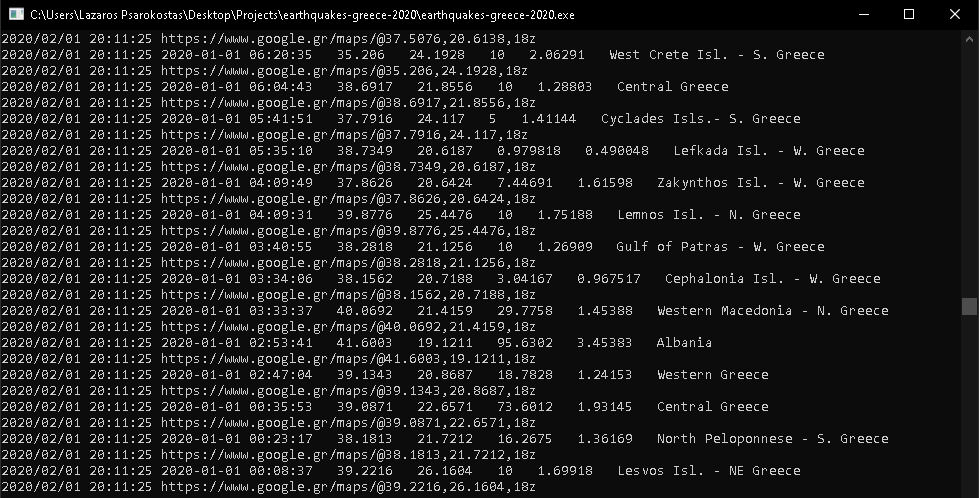 C:\Users\Lazaros Psarokostas\Desktop\Projects\earthquakes-greece-2020\earthquakes-greece-2020.exe
2020/02/01 20:11:25 https://www.google.gr/maps/@37.5076,20.6138,18z
2020/02/01 20:11:25 2020-01-01 06:20:35 35.206 24.1928 10 2.06291 West Crete Isl. - S. Greece
2020/02/01 20:11:25 https://www.google.gr/maps/@35.206,24.1928,18z
2020/02/01 20:11:25 2020-01-01 06:04:43 38.6917 21.8556 10 1.28803 Central Greece
2020/02/01 20:11:25 https://www.google.gr/maps/@38.6917,21.8556,18z
2020/02/01 20:11:25 2020-01-01 05:41:51 37.7916 24.117 5 1.41144 Cyclades Isls.- S. Greece
2020/02/01 20:11:25 https://www.google.gr/maps/@37.7916,24.117,18z
2020/02/01 20:11:25 2020-01-01 05:35:10 38.7349 20.6187 0.979818 0.490048 Lefkada Isl. - W. Greece
2020/02/01 20:11:25 https://www.google.gr/maps/@38.7349,20.6187,18z
2020/02/01 20:11:25 2020-01-01 04:09:49 37.8626 20.6424 7.44691 1.61598 Zakynthos Isl. - W. Greece
2020/02/01 20:11:25 https://www.google.gr/maps/@37.8626,20.6424,18z
2020/02/01 20:11:25 2020-01-01 04:09:31 39.8776 25.4476 10 1.75188 Lemnos Isl. - N. Greece
2020/02/01 20:11:25 https://www.google.gr/maps/@39.8776,25.4476,18z
2020/02/01 20:11:25 2020-01-01 03:40:55 38.2818 21.1256 10 1.26909 Gulf of Patras - W. Greece
2020/02/01 20:11:25 https://www.google.gr/maps/@38.2818,21.1256,18z
2020/02/01 20:11:25 2020-01-01 03:34:06 38.1562 20.7188 3.04167 0.967517 Cephalonia Isl. - W. Greece
2020/02/01 20:11:25 https://www.google.gr/maps/@38.1562,20.7188,18z
2020/02/01 20:11:25 2020-01-01 03:33:37 40.0692 21.4159 29.7758 1.45388 Western Macedonia - N. Greece
2020/02/01 20:11:25 https://www.google.gr/maps/@40.0692,21.4159,18z
2020/02/01 20:11:25 2020-01-01 02:53:41 41.6003 19.1211 95.6302 3.45383 Albania
2020/02/01 20:11:25 https://www.google.gr/maps/@41.6003,19.1211,18z
2020/02/01 20:11:25 2020-01-01 02:47:04 39.1343 20.8687 18.7828 1.24153 Western Greece
2020/02/01 20:11:25 https://www.google.gr/maps/@39.1343,20.8687,18z
2020/02/01 20:11:25 2020-01-01 00:35:53 39.0871 22.6571 73.6012 1.93145 Central Greece
2020/02/01 20:11:25 https://www.google.gr/maps/@39.0871,22.6571,18z
2020/02/01 20:11:25 2020-01-01 00:23:17 38.1813 21.7212 16.2675 1.36169 North Peloponnese - S. Greece
2020/02/01 20:11:25 https://www.google.gr/maps/@38.1813,21.7212,18z
2020/02/01 20:11:25 2020-01-01 00:08:37 39.2216 26.1604 10 1.69918 Lesvos Isl. - NE Greece
2020/02/01 20:11:25 https://www.google.gr/maps/@39.2216,26.1604,18z